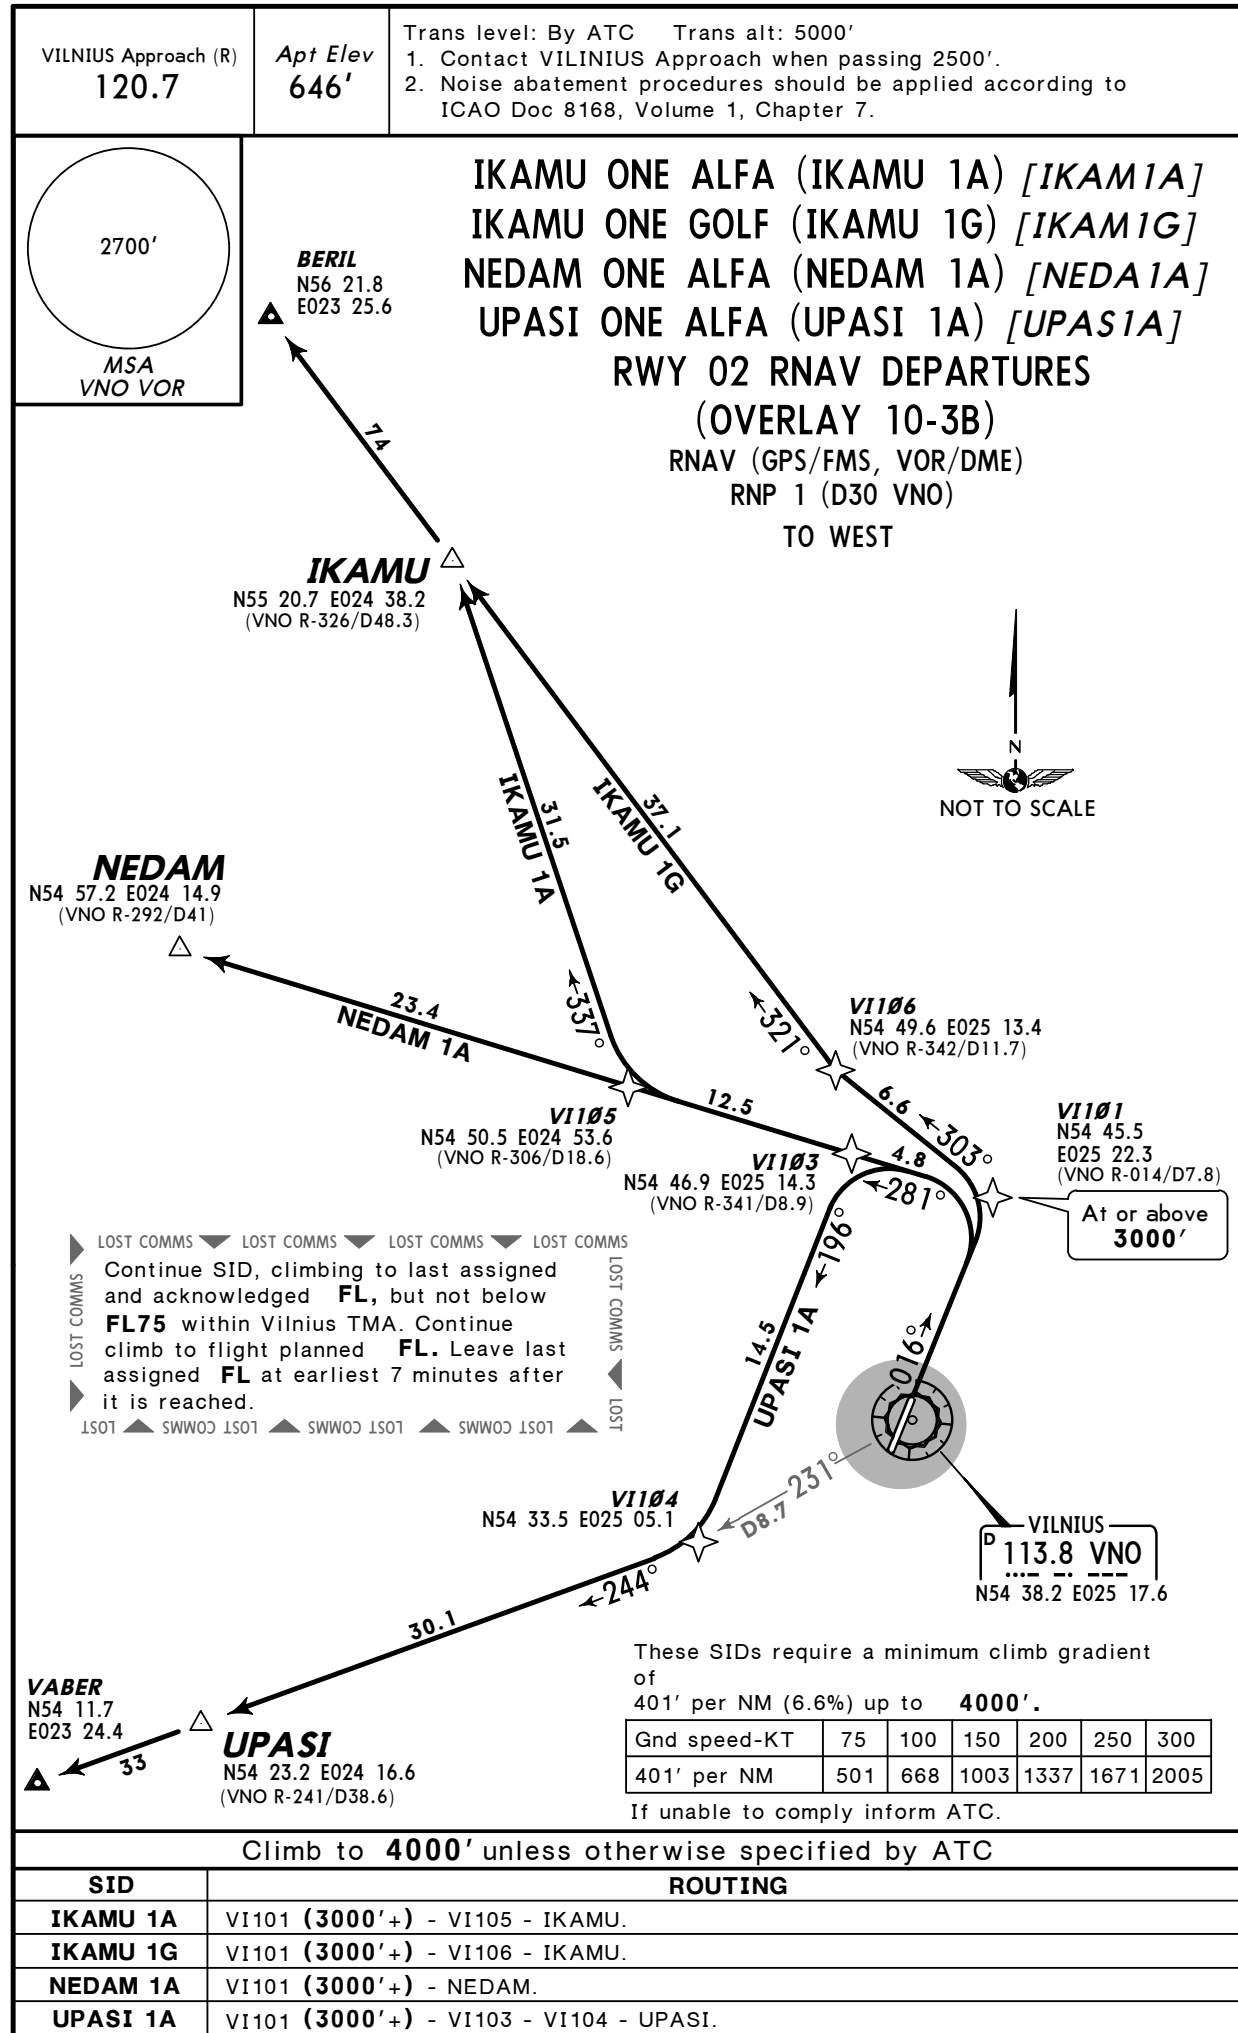 VILNIUS Approach (R)
120.7
Apt Elev
646'
Trans level: By ATC Trans alt: 5000'
1. Contact VILINIUS Approach when passing 2500'.
2. Noise abatement procedures should be applied according to
ICAO Doc 8168, Volume 1, Chapter 7.
2700'
MSA
VNO VOR
IKAMU ONE ALFA (IKAMU 1A) [IKAM1A]
IKAMU ONE GOLF (IKAMU 1G) [IKAM1G]
NEDAM ONE ALFA (NEDAM 1A) [NEDA1A]
UPASI ONE ALFA (UPASI 1A) [UPAS1A]
RWY 02 RNAV DEPARTURES
(OVERLAY 10-3B)
RNAV (GPS/FMS, VOR/DME)
RNP 1 (D30 VNO)
TO WEST
BERIL
N56 21.8
E023 25.6
74
IKAMU
N55 20.7 E024 38.2
(VNO R-326/D48.3)
N
NOT TO SCALE
31.5
IKAMU 1A
37.1
IKAMU 1G
NEDAM
N54 57.2 E024 14.9
(VNO R-292/D41)
23.4
NEDAM 1A
337°
321°
VI1Ø6
N54 49.6 E025 13.4
(VNO R-342/D11.7)
6.6
303°
VI1Ø5
N54 50.5 E024 53.6
(VNO R-306/D18.6)
12.5
VI1Ø3
N54 46.9 E025 14.3
(VNO R-341/D8.9)
4.8
281°
VI1Ø1
N54 45.5
E025 22.3
(VNO R-014/D7.8)
At or above
3000'
196°
016°
14.5
UPASI 1A
LOST COMMS LOST COMMS LOST COMMS LOST COMMS
LOST COMMS
LOST COMMS
LOST
Continue SID, climbing to last assigned
and acknowledged FL, but not below
FL75 within Vilnius TMA. Continue
climb to flight planned FL. Leave last
assigned FL at earliest 7 minutes after
it is reached.
LOST COMMS LOST COMMS LOST COMMS LOST
231°
D8.7
VI1Ø4
N54 33.5 E025 05.1
244°
30.1
VILNIUS
D 113.8 VNO
N54 38.2 E025 17.6
VABER
N54 11.7
E023 24.4
33
UPASI
N54 23.2 E024 16.6
(VNO R-241/D38.6)
These SIDs require a minimum climb gradient
of
401' per NM (6.6%) up to 4000'.
Gnd speed-KT 75 100 150 200 250 300
401' per NM 501 668 1003 1337 1671 2005
If unable to comply inform ATC.
Climb to 4000' unless otherwise specified by ATC
SID ROUTING
IKAMU 1A VI101 (3000'+) - VI105 - IKAMU.
IKAMU 1G VI101 (3000'+) - VI106 - IKAMU.
NEDAM 1A VI101 (3000'+) - NEDAM.
UPASI 1A VI101 (3000'+) - VI103 - VI104 - UPASI.